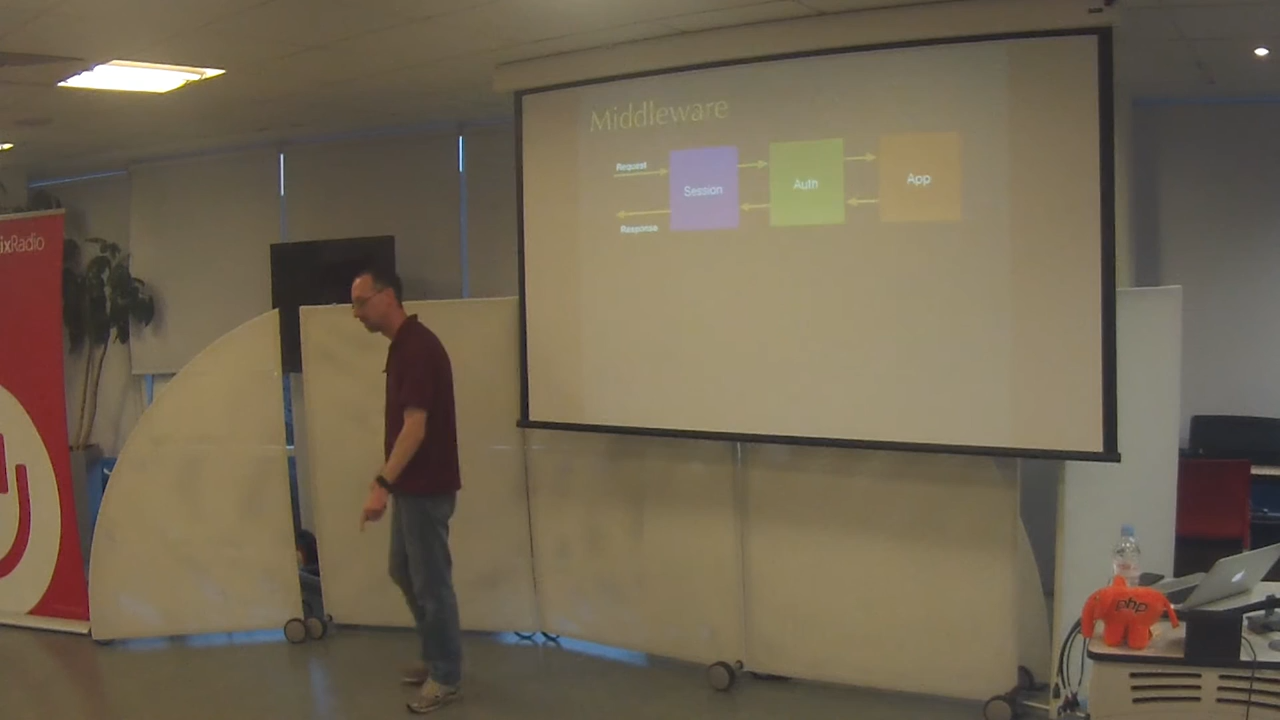 Middleware
Request
Session
Auth
App
Response
ixRadio
php